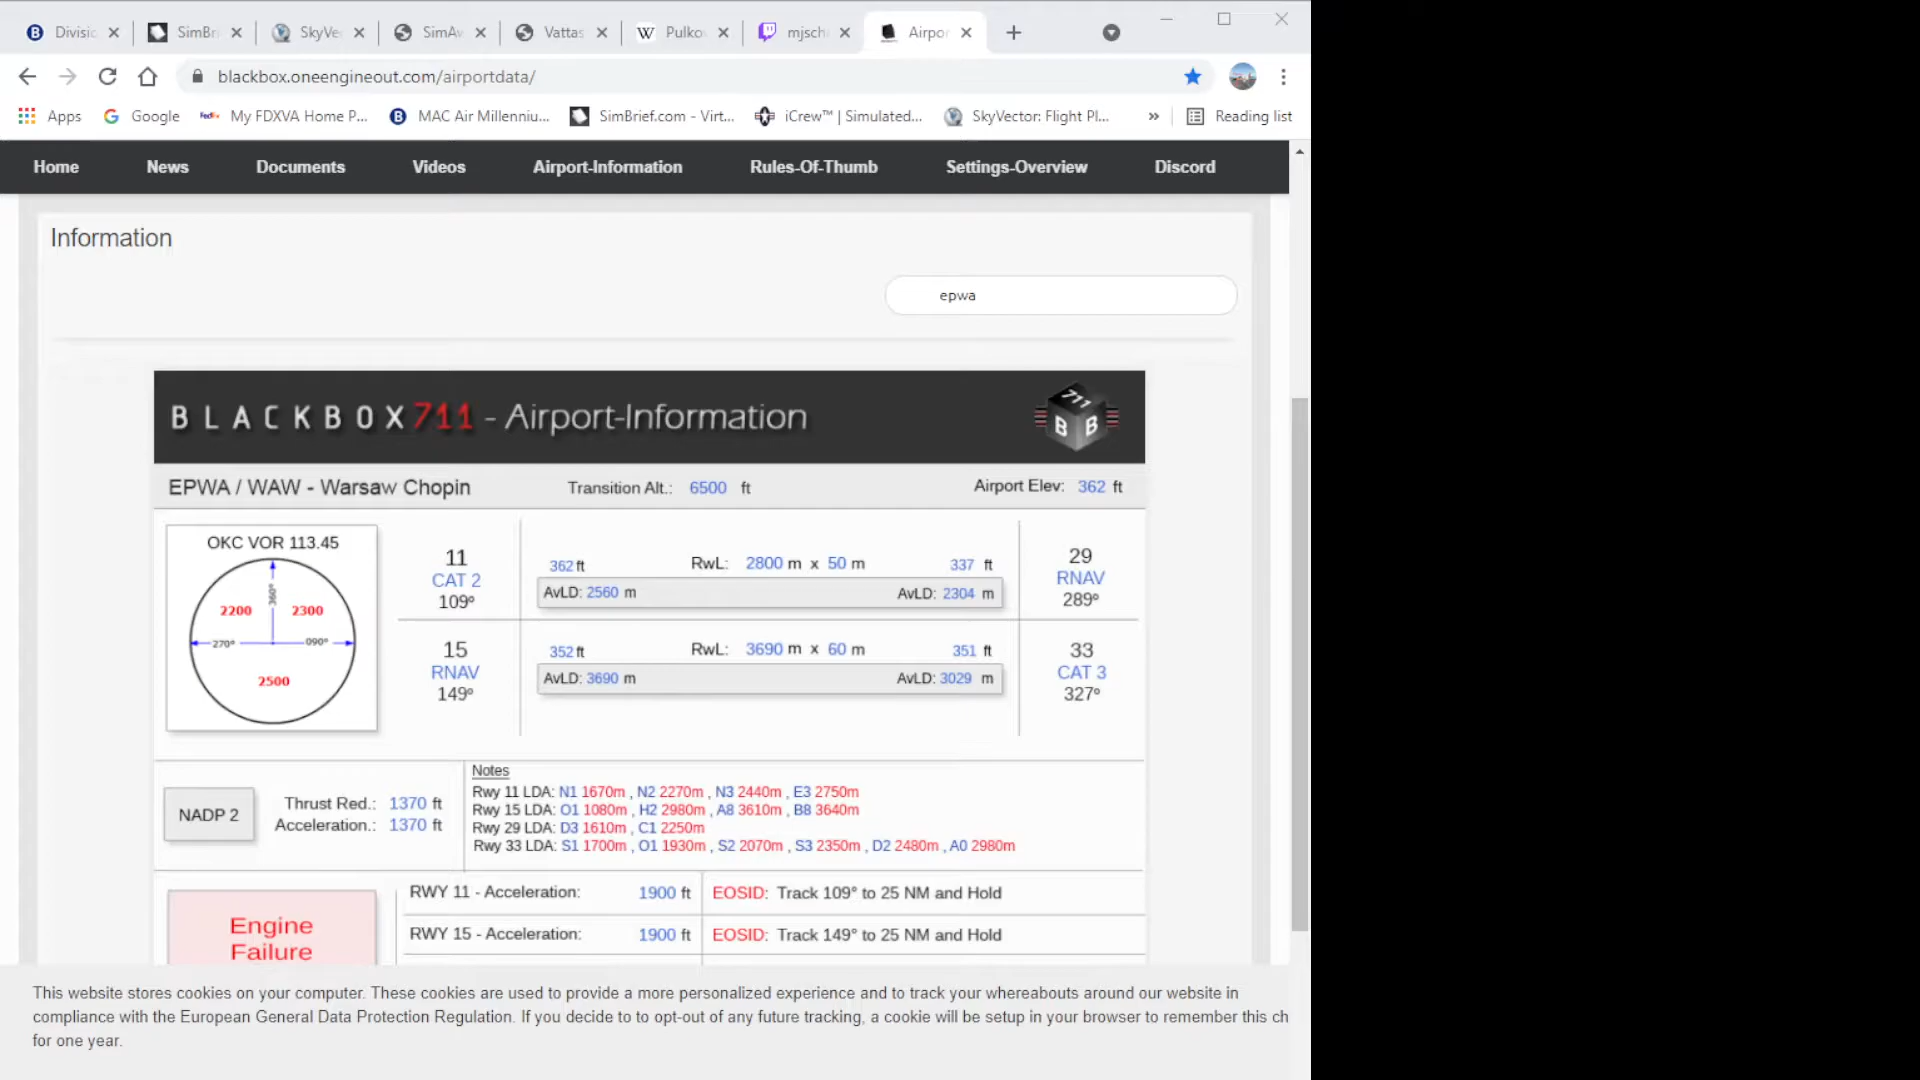 Divisio SimBri SkyVe SimAv Vattas Pulko mjsch Airpor
blackbox.oneengineout.com/airportdata/
Apps Google My FDXVA Home P... MAC Air Millenniu... SimBrief.com - Virt... iCrew™ | Simulated... SkyVector: Flight Pl... » Reading list
Home News Documents Videos Airport-Information Rules-Of-Thumb Settings-Overview Discord
Information
epwa
BLACKBOX711 - Airport-Information
711 B B
EPWA / WAW - Warsaw Chopin Transition Alt.: 6500 ft Airport Elev: 362 ft
OKC VOR 113.45
360°
2200 2300
270° 090°
2500
11 CAT 2 109º
362 ft RwL: 2800 m x 50 m 337 ft
AvLD: 2560 m AvLD: 2304 m
29 RNAV 289º
15 RNAV 149º
352 ft RwL: 3690 m x 60 m 351 ft
AvLD: 3690 m AvLD: 3029 m
33 CAT 3 327º
NADP 2
Thrust Red.: 1370 ft
Acceleration.: 1370 ft
Notes
Rwy 11 LDA: N1 1670m , N2 2270m , N3 2440m , E3 2750m
Rwy 15 LDA: O1 1080m , H2 2980m , A8 3610m , B8 3640m
Rwy 29 LDA: D3 1610m , C1 2250m
Rwy 33 LDA: S1 1700m , O1 1930m , S2 2070m , S3 2350m , D2 2480m , A0 2980m
Engine
Failure
RWY 11 - Acceleration: 1900 ft EOSID: Track 109° to 25 NM and Hold
RWY 15 - Acceleration: 1900 ft EOSID: Track 149° to 25 NM and Hold
This website stores cookies on your computer. These cookies are used to provide a more personalized experience and to track your whereabouts around our website in
compliance with the European General Data Protection Regulation. If you decide to to opt-out of any future tracking, a cookie will be setup in your browser to remember this ch
for one year.